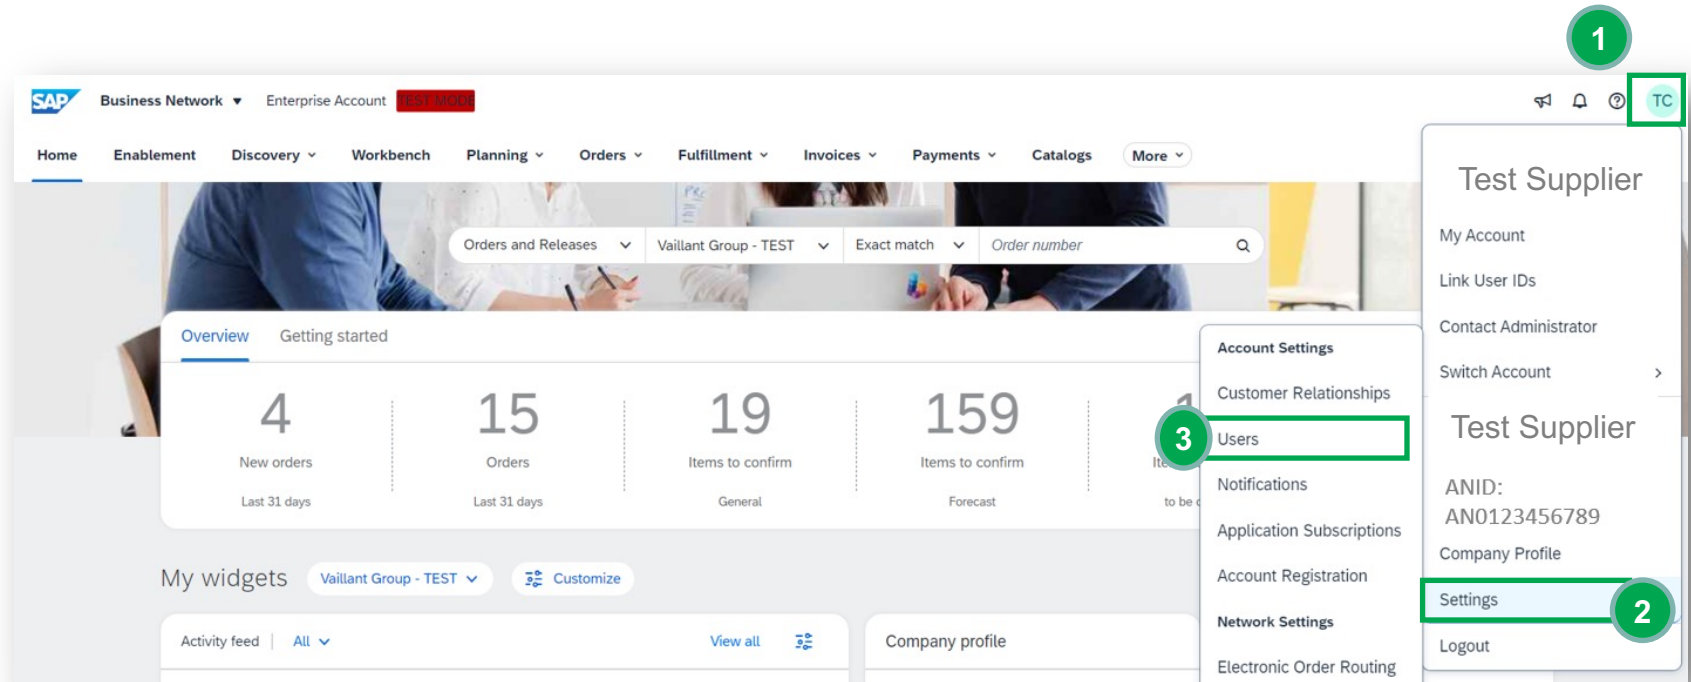 1
SAP
Business Network
Enterprise Account
TEST MODE
TC
Home
Enablement
Discovery
Workbench
Planning
Orders
Fulfillment
Invoices
Payments
Catalogs
More
Test Supplier
My Account
Link User IDs
Contact Administrator
Switch Account
Test Supplier
ANID:
AN0123456789
Company Profile
Settings
2
Logout
Orders and Releases
Vaillant Group - TEST
Exact match
Order number
Overview
Getting started
4
New orders
Last 31 days
15
Orders
Last 31 days
19
Items to confirm
General
159
Items to confirm
Forecast
to be
Account Settings
Customer Relationships
3
Users
Notifications
Application Subscriptions
Account Registration
Network Settings
Electronic Order Routing
My widgets
Vaillant Group - TEST
Customize
Activity feed
All
View all
Company profile